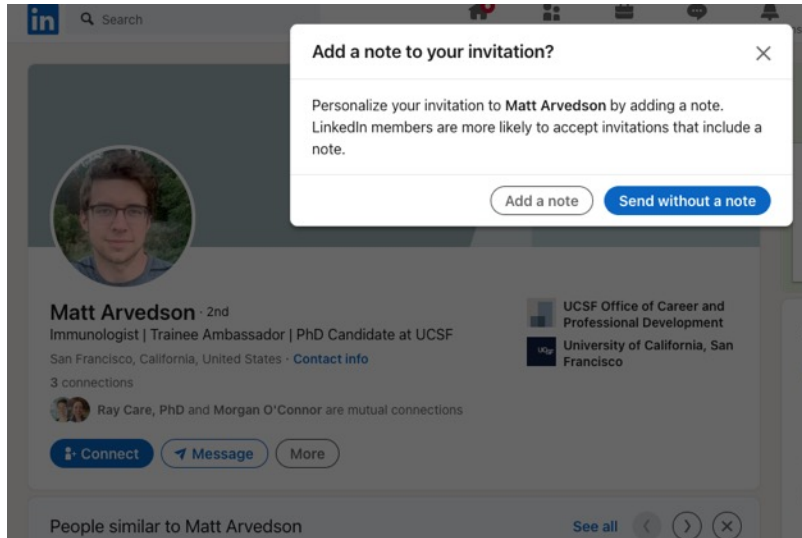 in
Search
Add a note to your invitation?
Personalize your invitation to Matt Arvedson by adding a note.
LinkedIn members are more likely to accept invitations that include a
note.
Add a note
Send without a note
Matt Arvedson · 2nd
Immunologist | Trainee Ambassador | PhD Candidate at UCSF
San Francisco, California, United States · Contact info
3 connections
Ray Care, PhD and Morgan O'Connor are mutual connections
Connect
Message
More
UCSF Office of Career and
Professional Development
University of California, San
Francisco
People similar to Matt Arvedson
See all